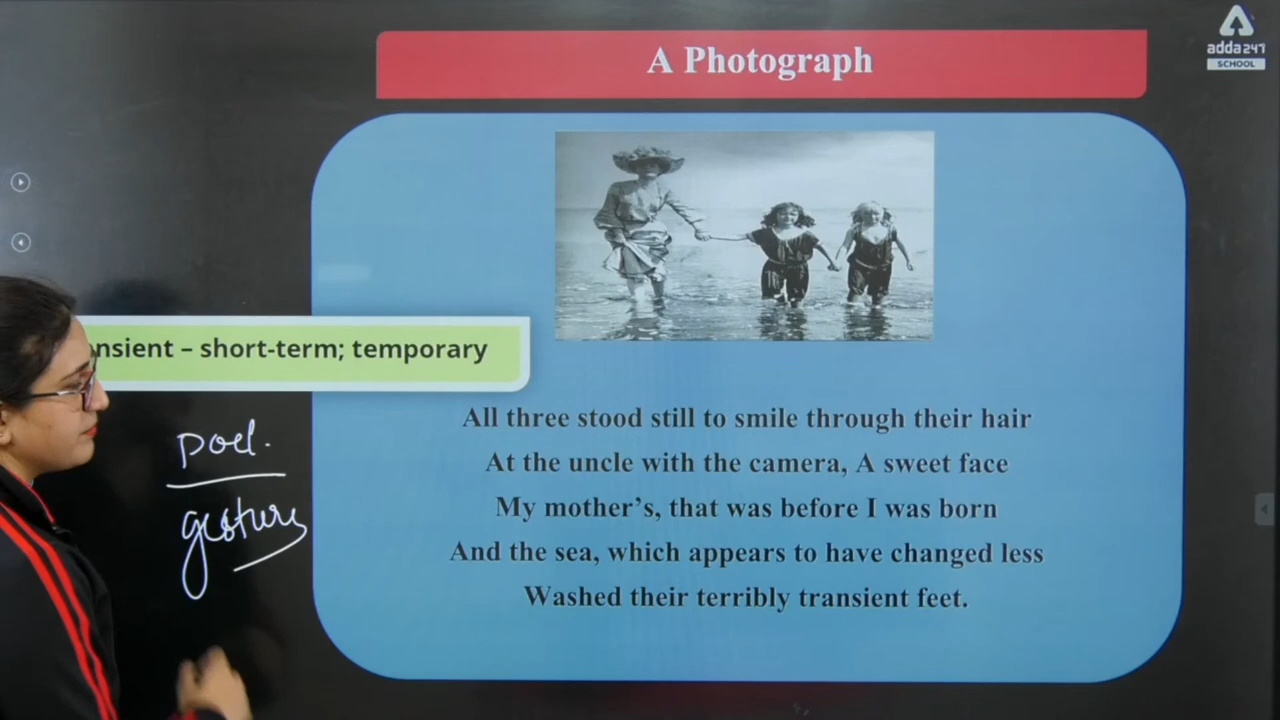 A Photograph
adda247
SCHOOL
nsient – short-term; temporary
poet.
gesture
All three stood still to smile through their hair
At the uncle with the camera, A sweet face
My mother's, that was before I was born
And the sea, which appears to have changed less
Washed their terribly transient feet.